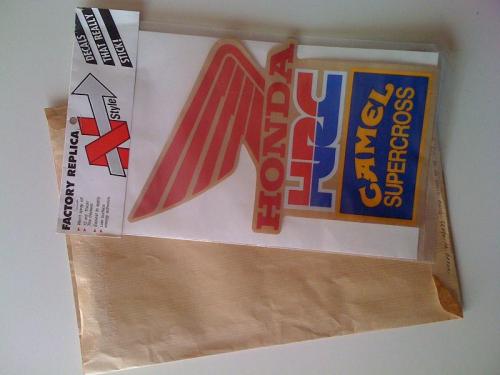 DECALS
THAT REALLY
STICK!
X
Style
FACTORY REPLICA
HONDA
HRC
CAMEL
SUPERCROSS